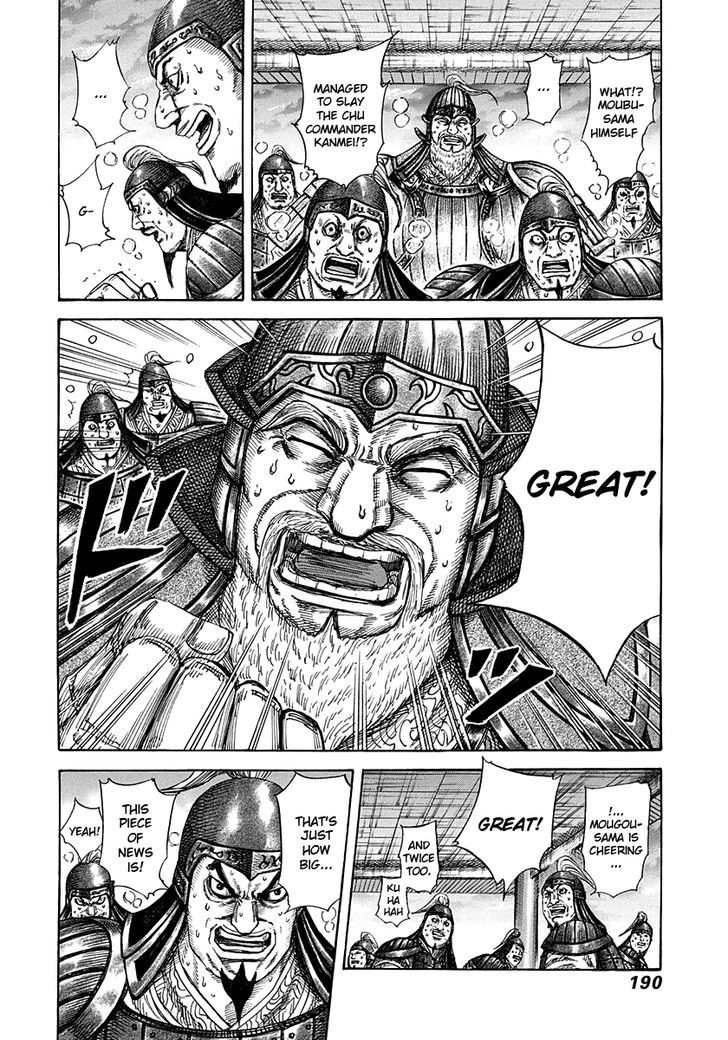 WHAT!?
MOUBU-
SAMA
HIMSELF
...
MANAGED
TO SLAY
THE CHU
COMMANDER
KANMEI!?
...
G-
GREAT!
ドッ
!...
MOUGOU-
SAMA IS
CHEERING
...
GREAT!
AND
TWICE
TOO.
KU
HA
HAH
THAT'S
JUST
HOW
BIG...
THIS
PIECE
OF
NEWS
IS!
YEAH!
190